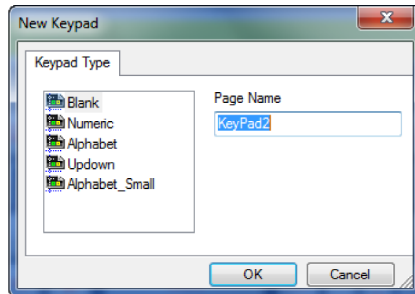 New Keypad
Keypad Type
Blank
Numeric
Alphabet
Updown
Alphabet_Small
Page Name
KeyPad2
OK
Cancel